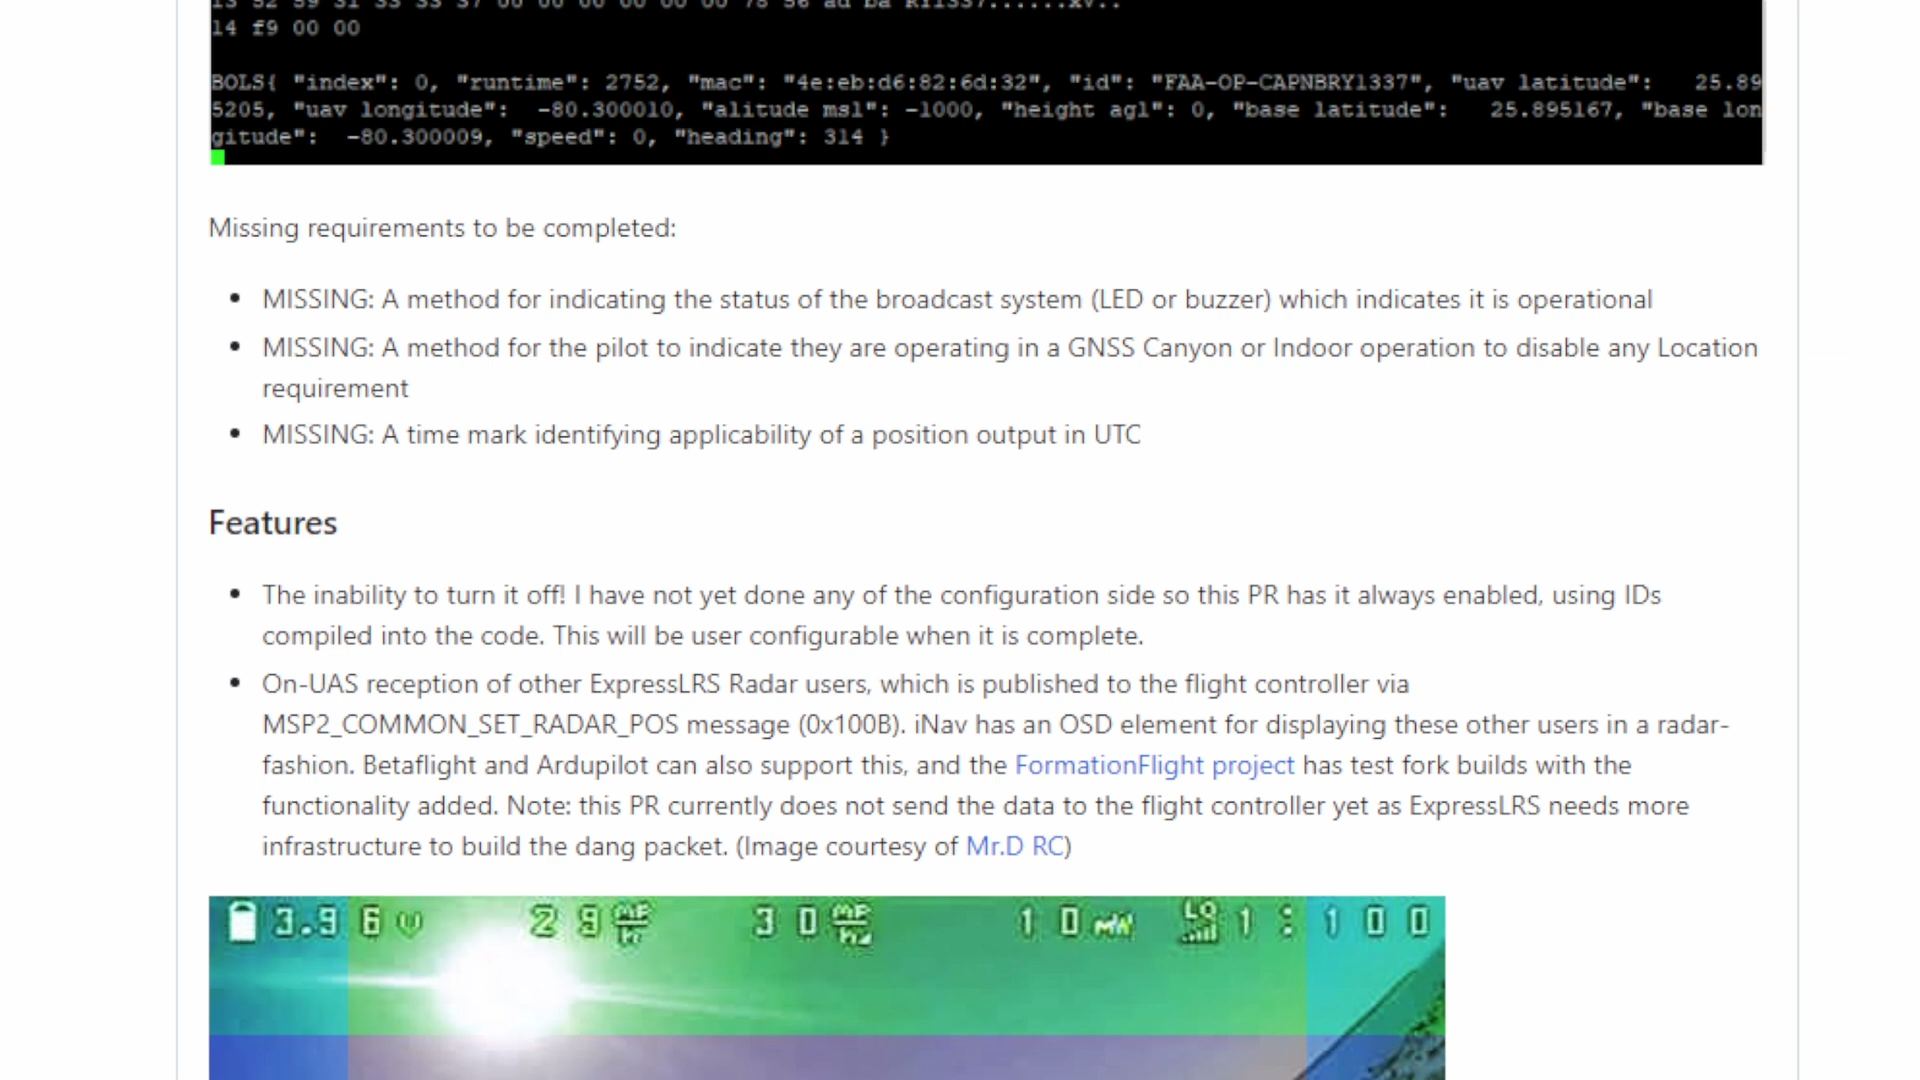 14 f9 00 00
BOLS{ "index": 0, "runtime": 2752, "mac": "4e:eb:d6:82:6d:32", "id": "FAA-OP-CAPNBRY1337", "uav latitude":   25.89
5205, "uav longitude":  -80.300010, "alitude msl": -1000, "height agl": 0, "base latitude":   25.895167, "base lon
gitude":  -80.300009, "speed": 0, "heading": 314 }
Missing requirements to be completed:
• MISSING: A method for indicating the status of the broadcast system (LED or buzzer) which indicates it is operational
• MISSING: A method for the pilot to indicate they are operating in a GNSS Canyon or Indoor operation to disable any Location
requirement
• MISSING: A time mark identifying applicability of a position output in UTC
Features
• The inability to turn it off! I have not yet done any of the configuration side so this PR has it always enabled, using IDs
compiled into the code. This will be user configurable when it is complete.
• On-UAS reception of other ExpressLRS Radar users, which is published to the flight controller via
MSP2_COMMON_SET_RADAR_POS message (0x100B). iNav has an OSD element for displaying these other users in a radar-
fashion. Betaflight and Ardupilot can also support this, and the FormationFlight project has test fork builds with the
functionality added. Note: this PR currently does not send the data to the flight controller yet as ExpressLRS needs more
infrastructure to build the dang packet. (Image courtesy of Mr.D RC)
3.96V 29 30 10mW LQ 1:100